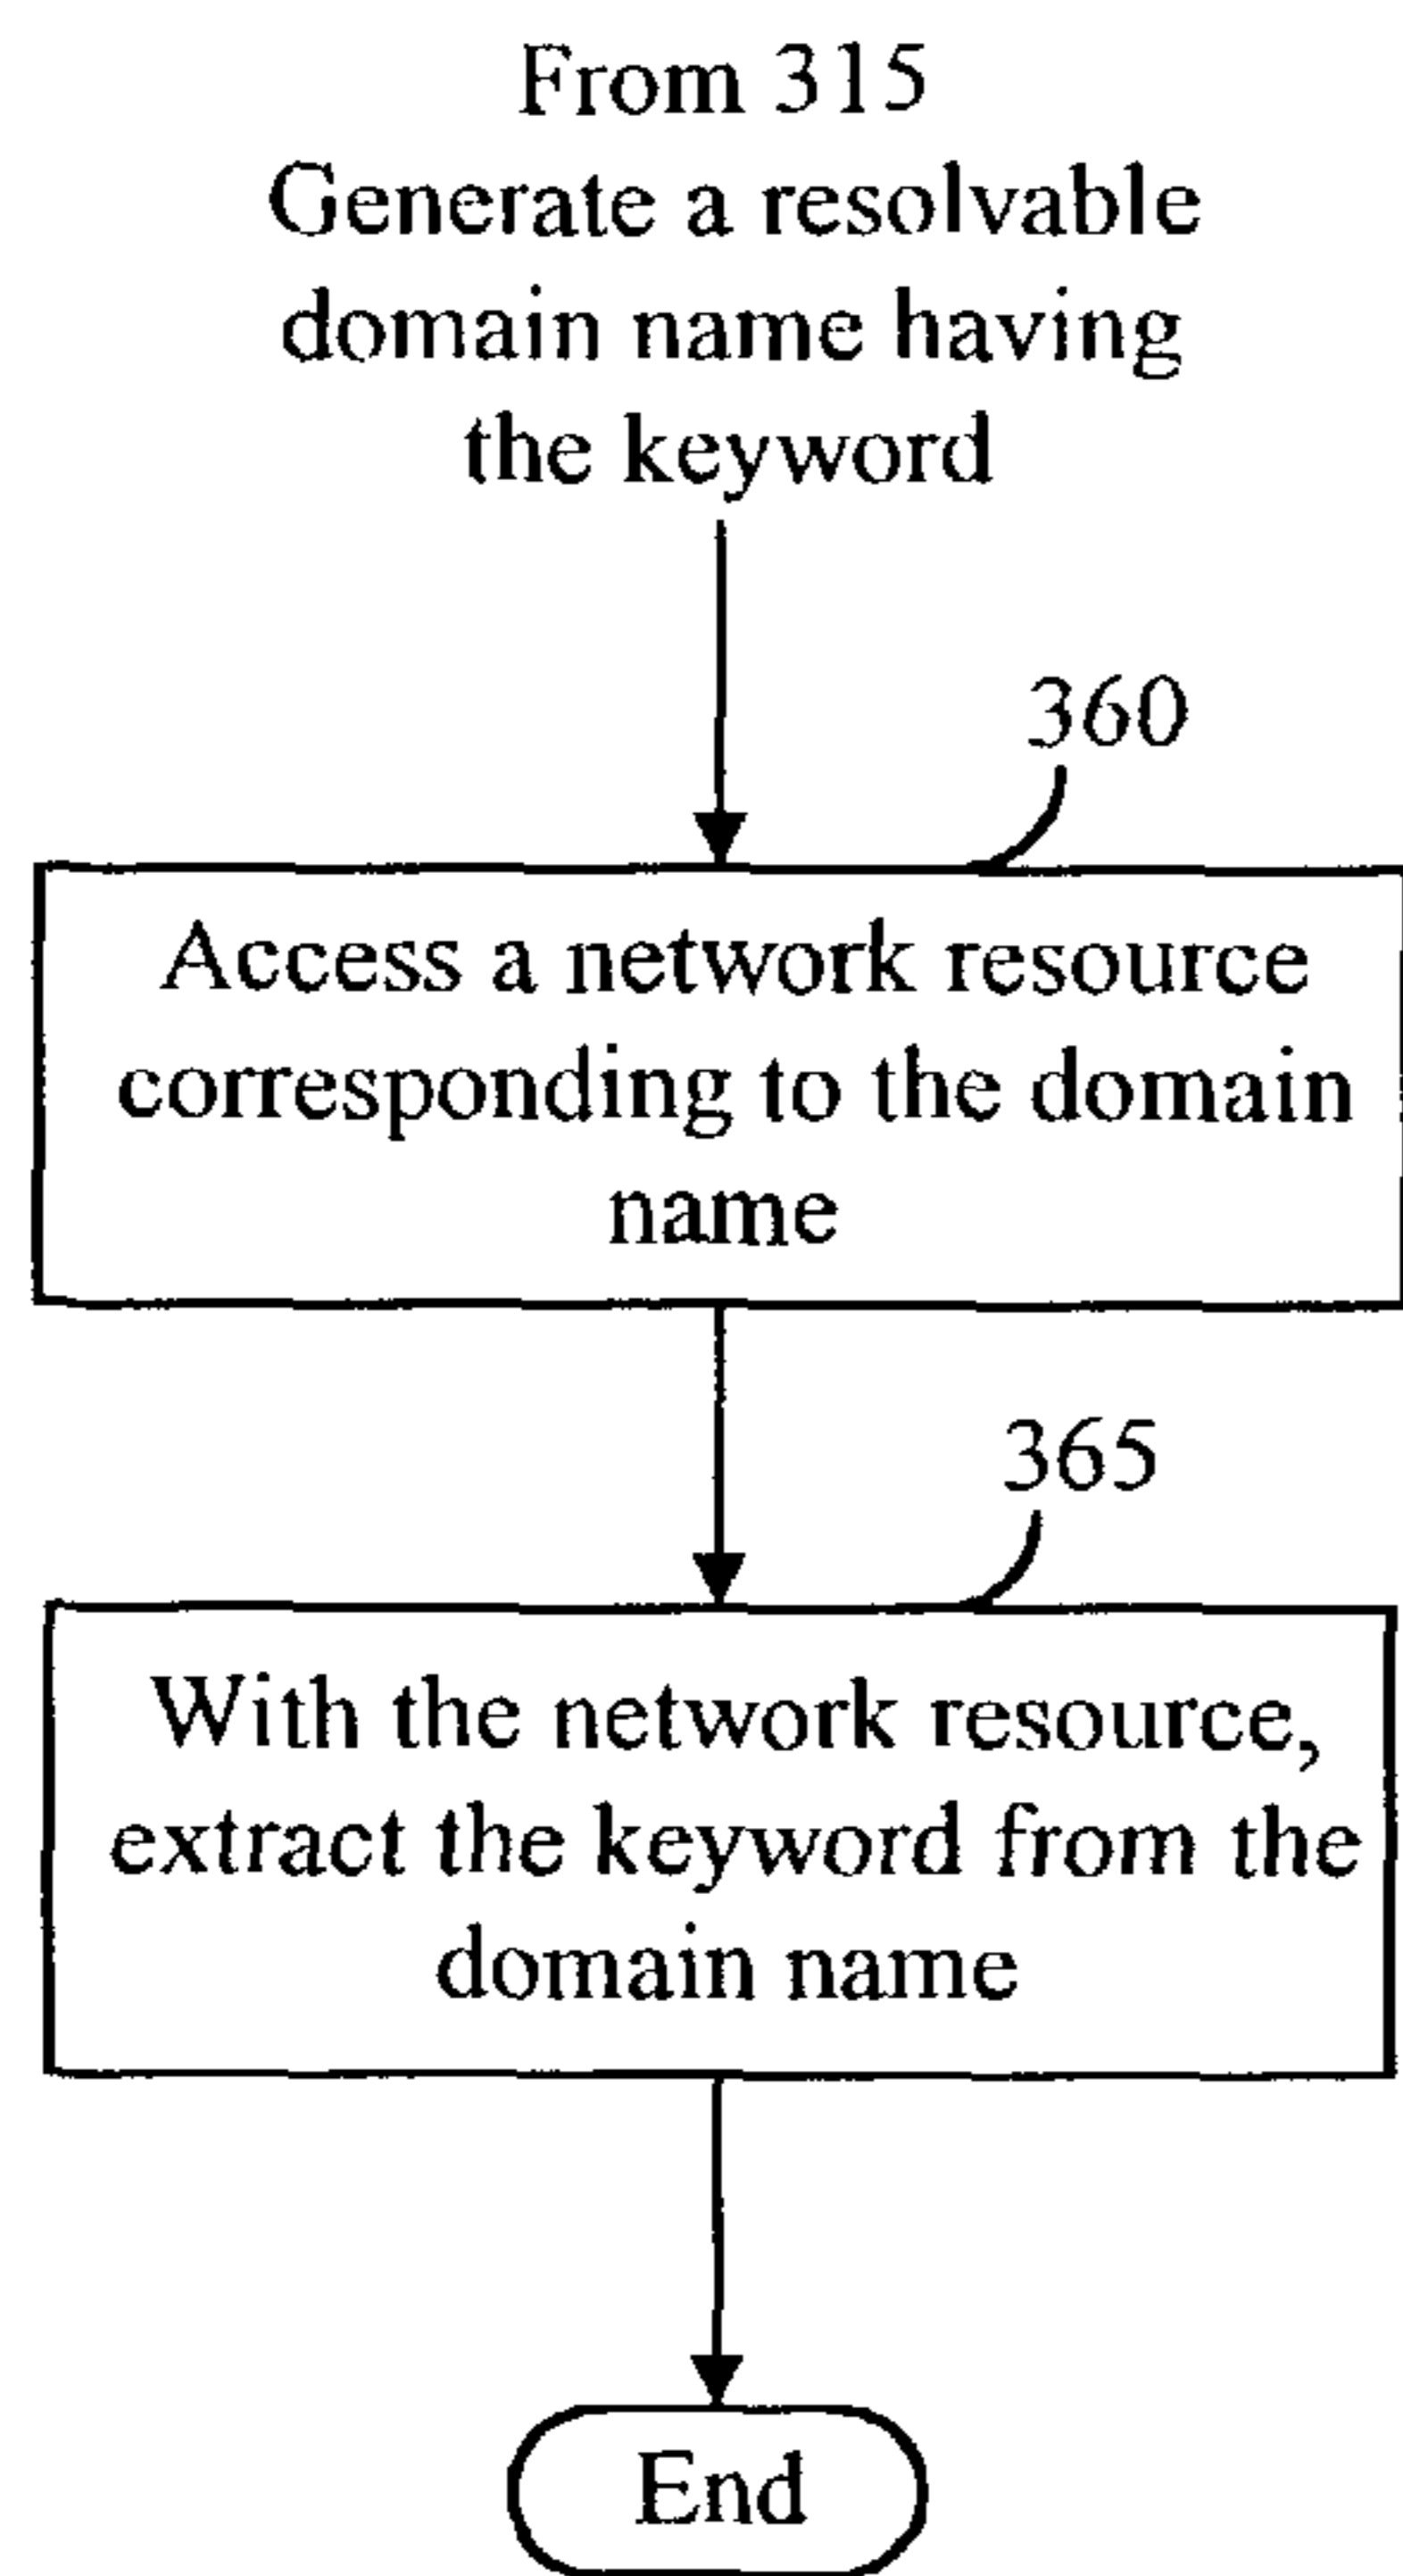 From 315
Generate a resolvable
domain name having
the keyword
360
Access a network resource
corresponding to the domain
name
365
With the network resource,
extract the keyword from the
domain name
End